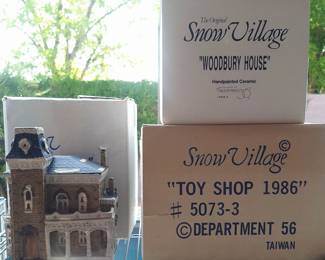 The Original
Snow Village
"WOODBURY HOUSE"
Handpainted Ceramic
Snow Village ©
"TOY SHOP 1986"
# 5073-3
© DEPARTMENT 56
TAIWAN